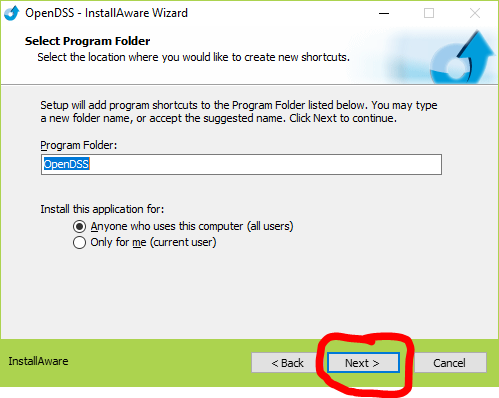 OpenDSS - InstallAware Wizard
Select Program Folder
Select the location where you would like to create new shortcuts.
Setup will add program shortcuts to the Program Folder listed below. You may type
a new folder name, or accept the suggested name. Click Next to continue.
Program Folder:
OpenDSS
Install this application for:
Anyone who uses this computer (all users)
Only for me (current user)
InstallAware
< Back
Next >
Cancel